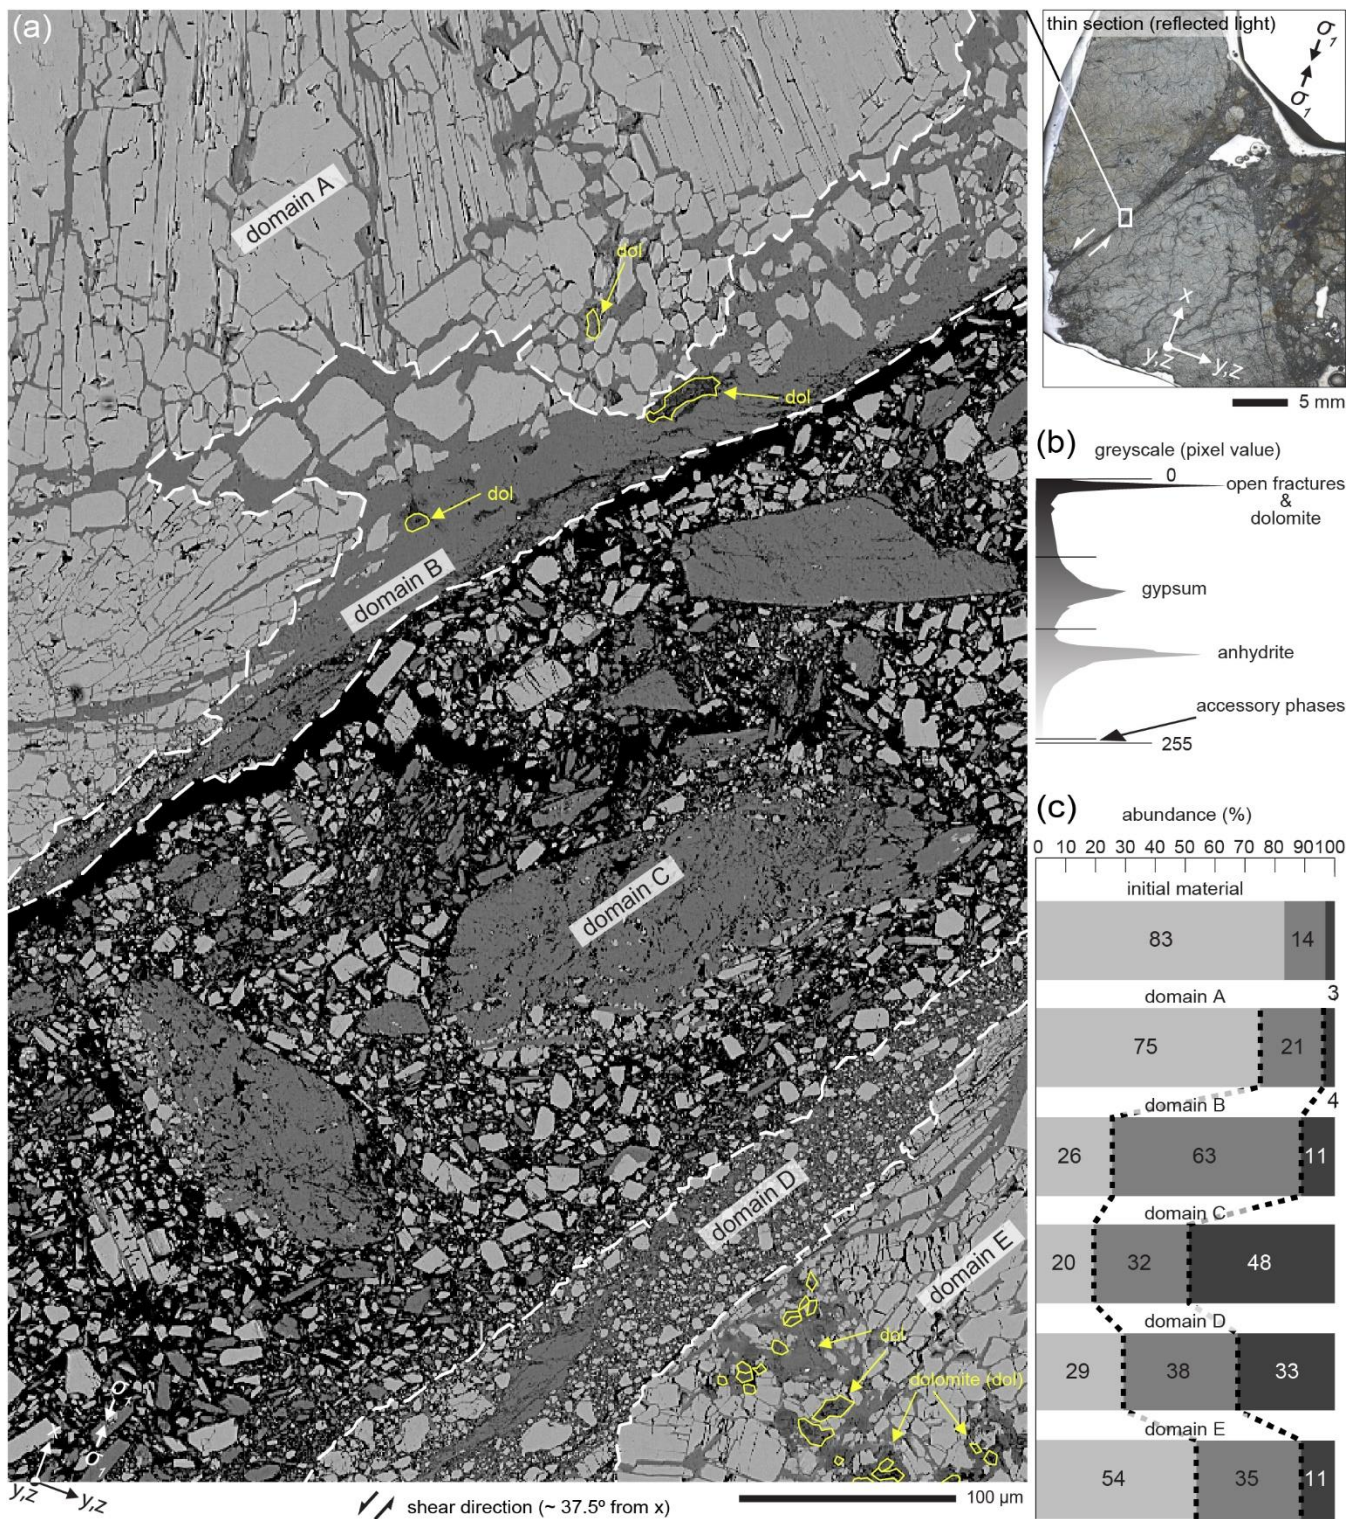 (a)
domain A
dol
dol
dol
domain B
domain C
domain D
domain E
dol
dolomite (dol)
σ₁
σ₁
x
y,z
y,z
shear direction (~ 37.5º from x)
100 µm
thin section (reflected light)
σ₁
σ₁
x
y,z
y,z
5 mm
(b)
greyscale (pixel value)
0
open fractures
&
dolomite
gypsum
anhydrite
accessory phases
255
(c)
abundance (%)
0 10 20 30 40 50 60 70 80 90 100
initial material
83 14
3
domain A
75 21
4
domain B
26 63 11
domain C
20 32 48
domain D
29 38 33
domain E
54 35 11